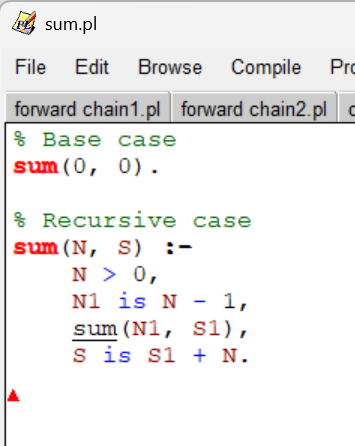 sum.pl
File Edit Browse Compile Pro
forward chain1.pl forward chain2.pl
% Base case
sum(0, 0).
% Recursive case
sum(N, S) :-
N > 0,
N1 is N - 1,
sum(N1, S1),
S is S1 + N.